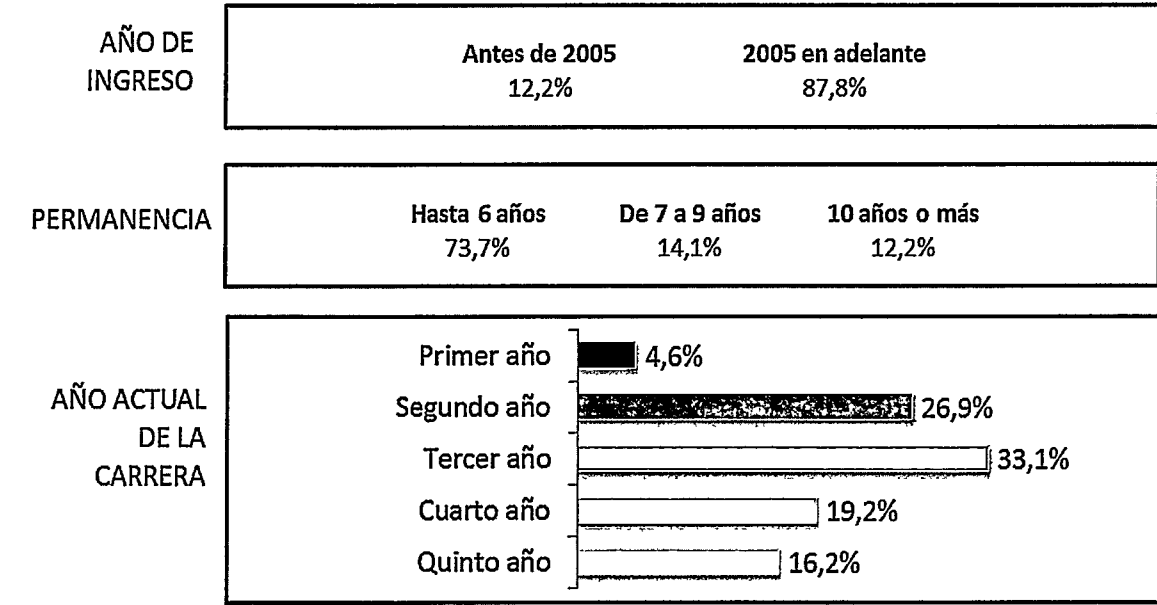 AÑO DE
INGRESO
Antes de 2005 2005 en adelante
12,2% 87,8%
PERMANENCIA
Hasta 6 años De 7 a 9 años 10 años o más
73,7% 14,1% 12,2%
AÑO ACTUAL
DE LA
CARRERA
Primer año 4,6%
Segundo año 26,9%
Tercer año 33,1%
Cuarto año 19,2%
Quinto año 16,2%